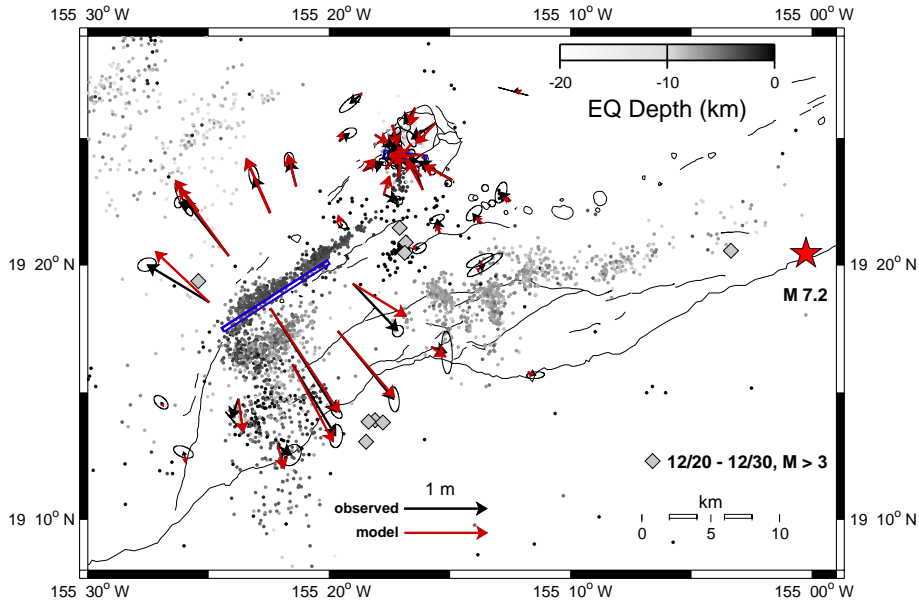 155 30° W 155 20° W 155 10° W 155 00° W
-20 -10 0
EQ Depth (km)
19 20° N 19 20° N
M 7.2
12/20 - 12/30, M > 3
1 m
observed
model
km
0 5 10
19 10° N 19 10° N
155 30° W 155 20° W 155 10° W 155 00° W